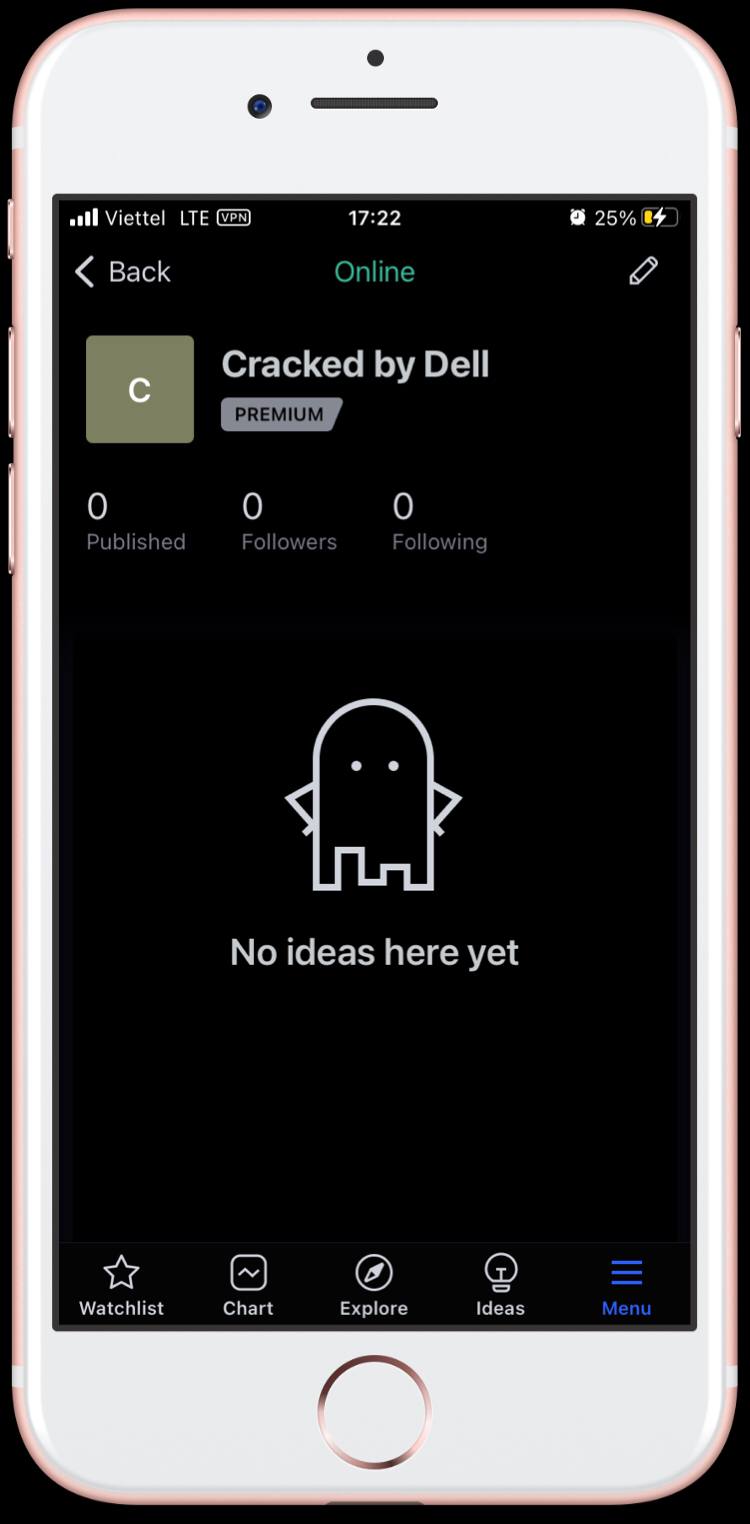 Viettel LTE VPN 17:22 25%
Back Online
C
Cracked by Dell
PREMIUM
0 0 0
Published Followers Following
No ideas here yet
Watchlist Chart Explore Ideas Menu